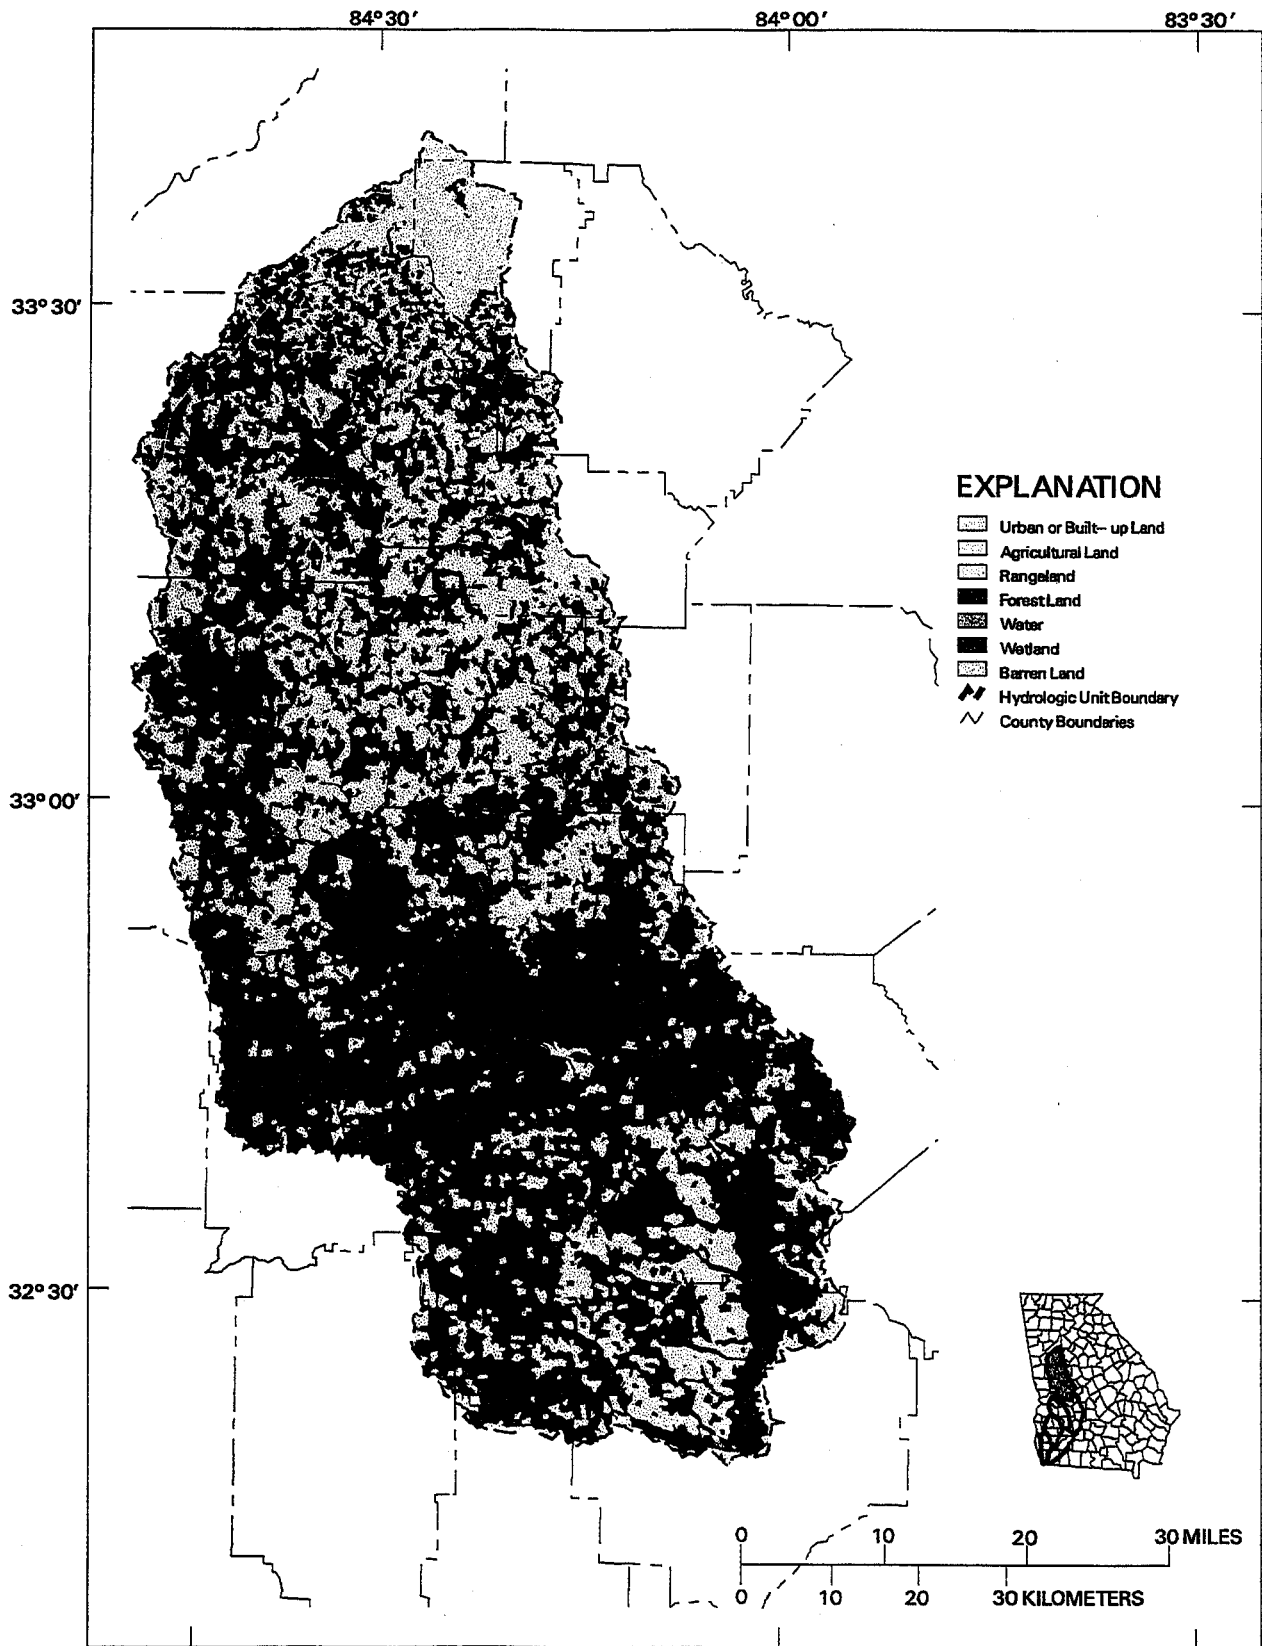 84°30′
84°00′
83°30′
33°30′
EXPLANATION
Urban or Built-up Land
Agricultural Land
Rangeland
Forest Land
Water
Wetland
Barren Land
Hydrologic Unit Boundary
County Boundaries
33°00′
32°30′
0 10 20 30 MILES
0 10 20 30 KILOMETERS